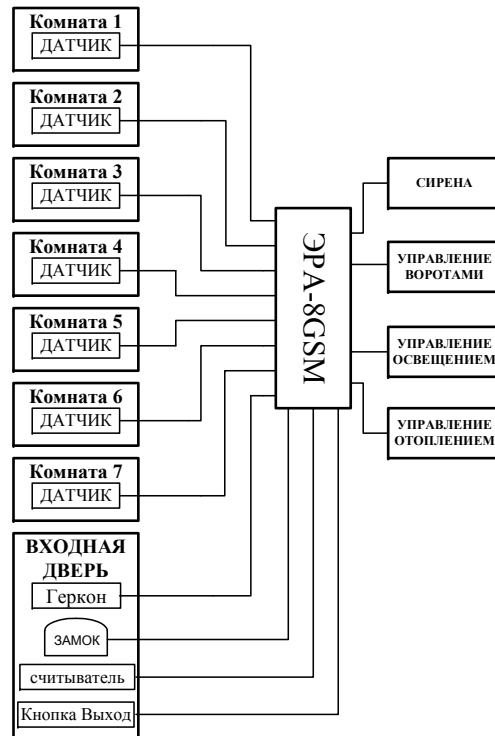 Комната 1
ДАТЧИК
Комната 2
ДАТЧИК
Комната 3
ДАТЧИК
Комната 4
ДАТЧИК
Комната 5
ДАТЧИК
Комната 6
ДАТЧИК
Комната 7
ДАТЧИК
ВХОДНАЯ
ДВЕРЬ
Геркон
ЗАМОК
считыватель
Кнопка Выход
ЭРА-8GSM
СИРЕНА
УПРАВЛЕНИЕ
ВОРОТАМИ
УПРАВЛЕНИЕ
ОСВЕЩЕНИЕМ
УПРАВЛЕНИЕ
ОТОПЛЕНИЕМ